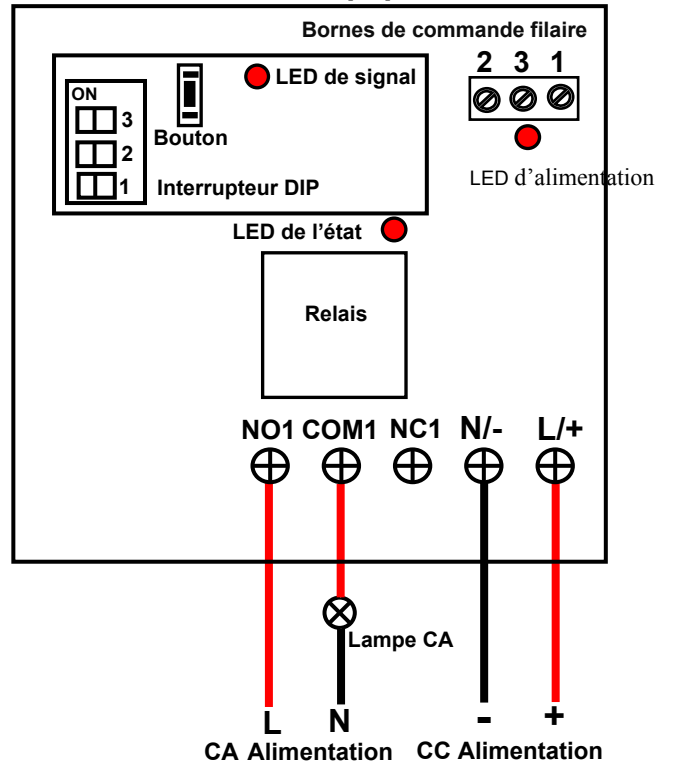 Bornes de commande filaire
2 3 1
LED de signal
ON
3
Bouton
2
1 Interrupteur DIP
LED d’alimentation
LED de l’état
Relais
NO1 COM1 NC1 N/- L/+
Lampe CA
L N - +
CA Alimentation CC Alimentation